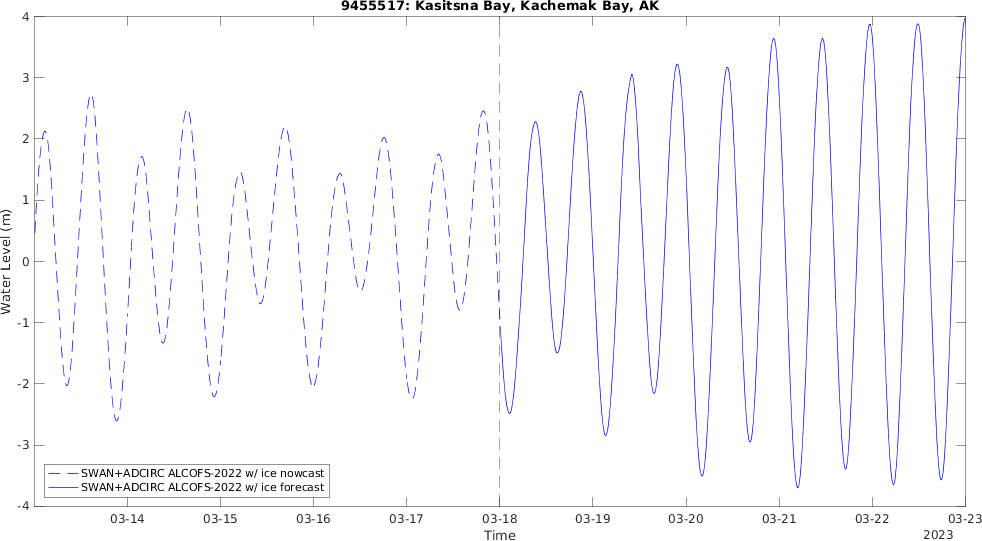 9455517: Kasitsna Bay, Kachemak Bay, AK
4
3
2
1
0
-1
-2
-3
-4
Water Level (m)
SWAN+ADCIRC ALCOFS-2022 w/ ice nowcast
SWAN+ADCIRC ALCOFS-2022 w/ ice forecast
03-14 03-15 03-16 03-17 03-18 03-19 03-20 03-21 03-22 03-23
Time
2023